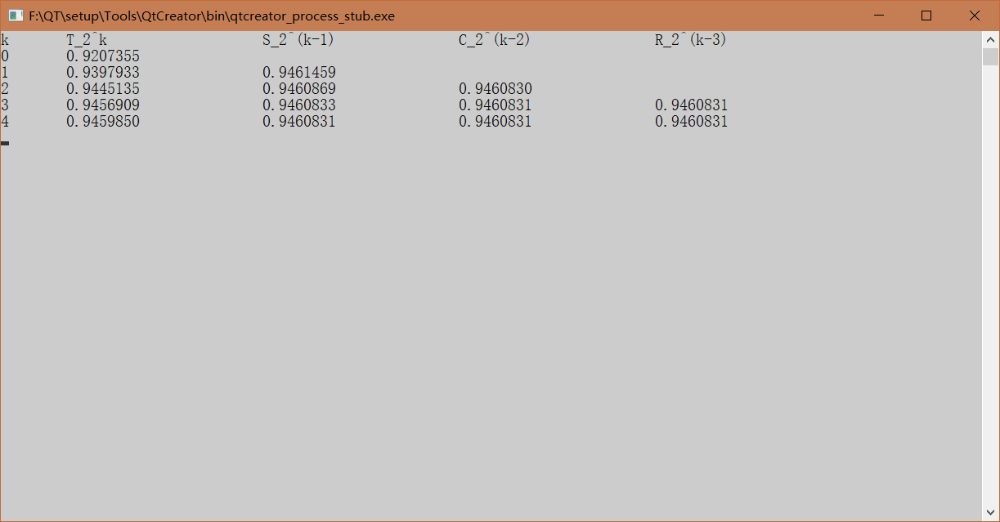 F:\QT\setup\Tools\QtCreator\bin\qtcreator_process_stub.exe
k T_2^k S_2^(k-1) C_2^(k-2) R_2^(k-3)
0 0.9207355
1 0.9397933 0.9461459
2 0.9445135 0.9460869 0.9460830
3 0.9456909 0.9460833 0.9460831 0.9460831
4 0.9459850 0.9460831 0.9460831 0.9460831